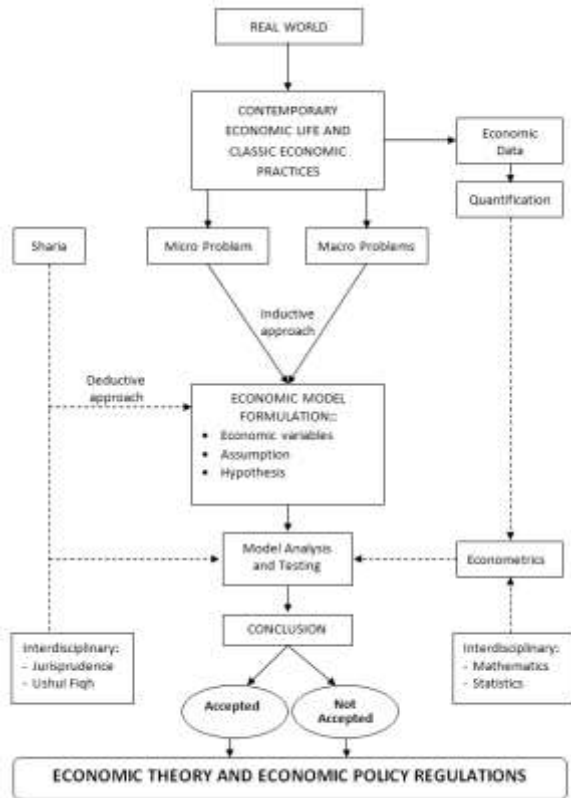 REAL WORLD
CONTEMPORARY
ECONOMIC LIFE AND
CLASSIC ECONOMIC
PRACTICES
Economic
Data
Quantification
Sharia
Micro Problem
Macro Problems
Inductive
approach
Deductive
approach
ECONOMIC MODEL
FORMULATION::
• Economic variables
• Assumption
• Hypothesis
Model Analysis
and Testing
Econometrics
CONCLUSION
Interdisciplinary:
- Jurisprudence
- Ushul Fiqh
Interdisciplinary:
- Mathematics
- Statistics
Accepted
Not
Accepted
ECONOMIC THEORY AND ECONOMIC POLICY REGULATIONS